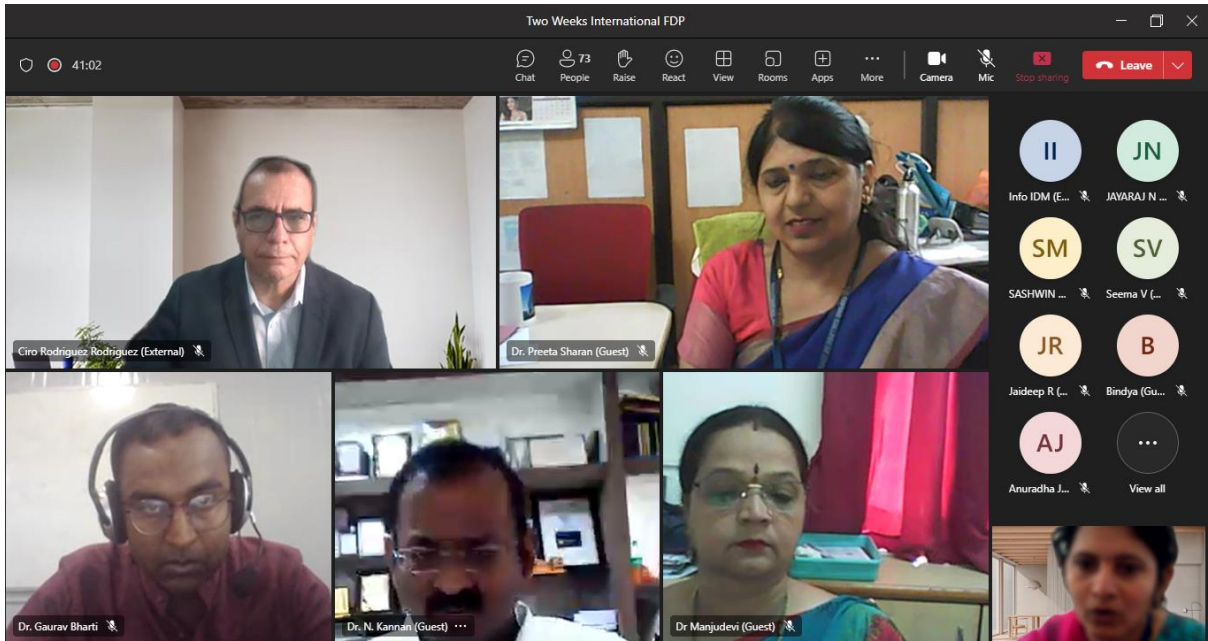 Two Weeks International FDP
41:02
73
Chat People Raise React View Rooms Apps More Camera Mic Stop sharing Leave
Ciro Rodriguez Rodriguez (External)
Dr. Preeta Sharan (Guest)
II JN
Info IDM (E... JAYARAJ N ...
SM SV
SASHWIN ... Seema V (...
JR B
Jaideep R (... Bindya (Gu...
AJ ...
Anuradha J... View all
Dr. Gaurav Bharti
Dr. N. Kannan (Guest) ...
Dr Manjudevi (Guest)